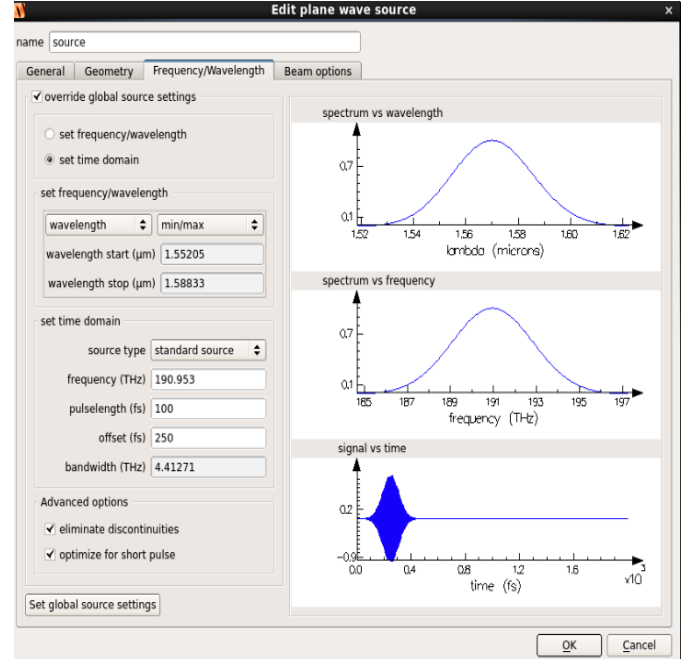 Edit plane wave source
x
name source
General Geometry Frequency/Wavelength Beam options
override global source settings
set frequency/wavelength
set time domain
set frequency/wavelength
wavelength min/max
wavelength start (µm) 1.55205
wavelength stop (µm) 1.58833
set time domain
source type standard source
frequency (THz) 190.953
pulselength (fs) 100
offset (fs) 250
bandwidth (THz) 4.41271
Advanced options
eliminate discontinuities
optimize for short pulse
Set global source settings
spectrum vs wavelength
0.7
0.1
1.52 1.54 1.56 1.58 1.60 1.62
lambda (microns)
spectrum vs frequency
0.7
0.1
185 187 189 191 193 195 197
frequency (THz)
signal vs time
0.2
-0.9
0.0 0.4 0.8 1.2 1.6 x10 3
time (fs)
OK Cancel